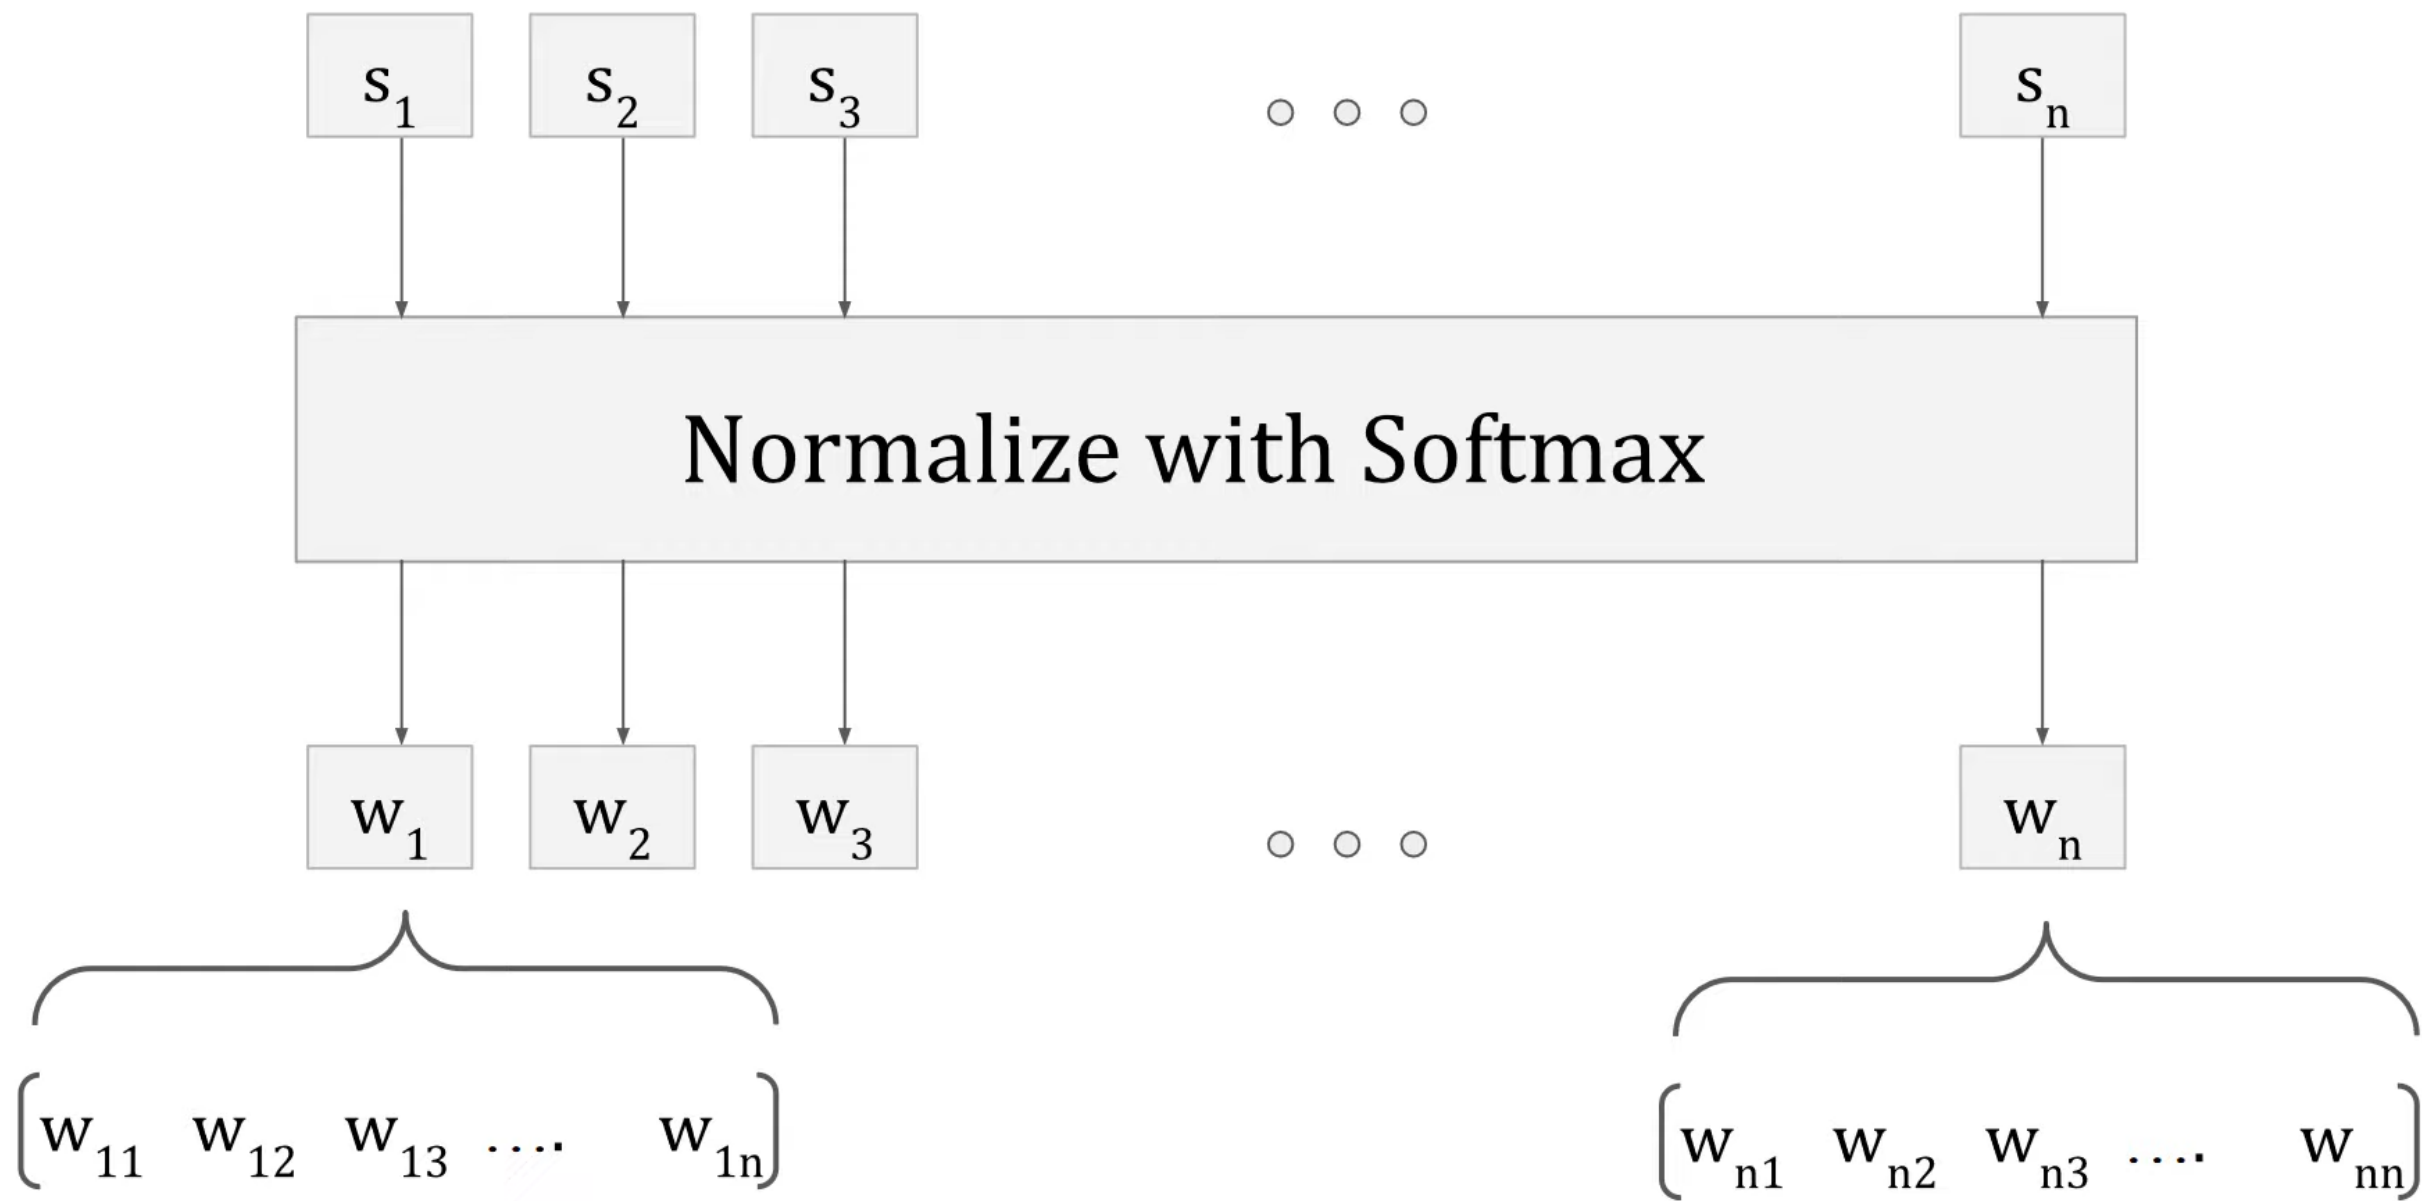 s₁ s₂ s₃ ○ ○ ○ sₙ
Normalize with Softmax
w₁ w₂ w₃ ○ ○ ○ wₙ
[w₁₁ w₁₂ w₁₃ .... w₁ₙ] [wₙ₁ wₙ₂ wₙ₃ .... wₙₙ]